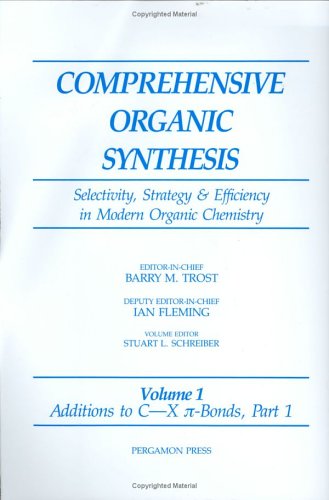 Copyrighted Material
COMPREHENSIVE
ORGANIC
SYNTHESIS
Selectivity, Strategy & Efficiency
in Modern Organic Chemistry
EDITOR-IN-CHIEF
BARRY M. TROST
DEPUTY EDITOR-IN-CHIEF
IAN FLEMING
VOLUME EDITOR
STUART L. SCHREIBER
Volume 1
Additions to C—X π-Bonds, Part 1
PERGAMON PRESS
Copyrighted Material